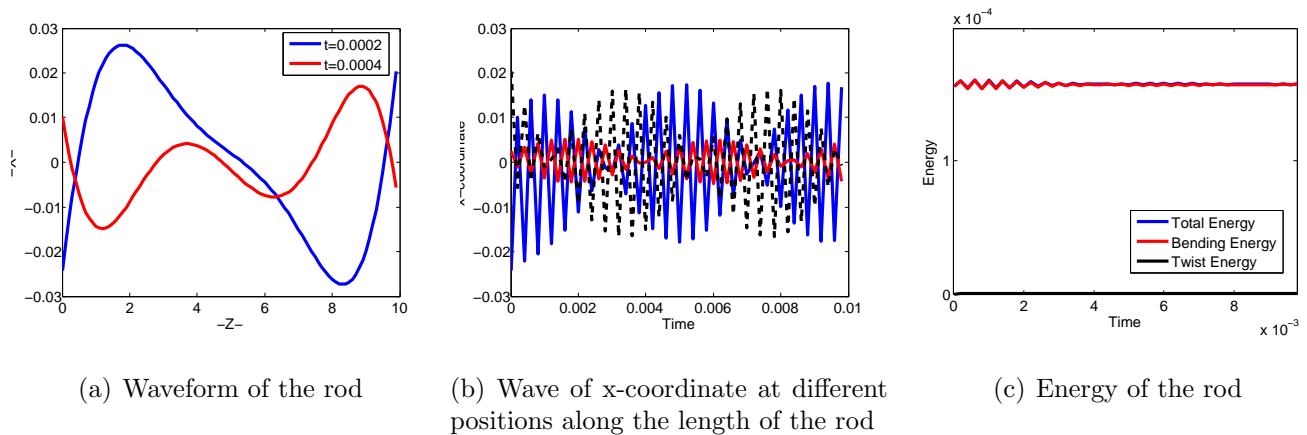 0.03
0.02
0.01
0
−0.01
−0.02
−0.03
−X−
0
2
4
6
8
10
−Z−
t=0.0002
t=0.0004
0.03
0.02
0.01
0
−0.01
−0.02
−0.03
x−coordinate
0
0.002
0.004
0.006
0.008
0.01
Time
x 10⁻⁴
1
0
Energy
Total Energy
Bending Energy
Twist Energy
0
2
4
6
8
Time
x 10⁻³
(a) Waveform of the rod
(b) Wave of x-coordinate at different
positions along the length of the rod
(c) Energy of the rod